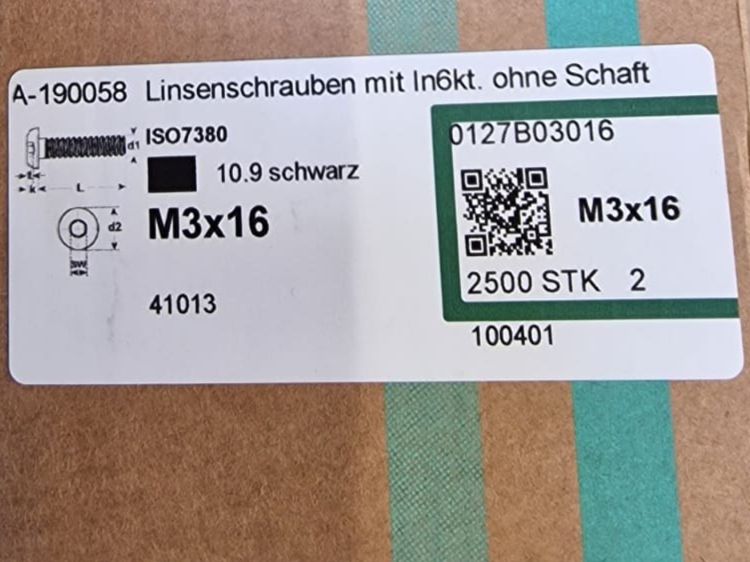 A-190058 Linsenschrauben mit In6kt. ohne Schaft
ISO7380
10.9 schwarz
M3x16
41013
d1
t
k
L
d2
SW
0127B03016
M3x16
2500 STK 2
100401